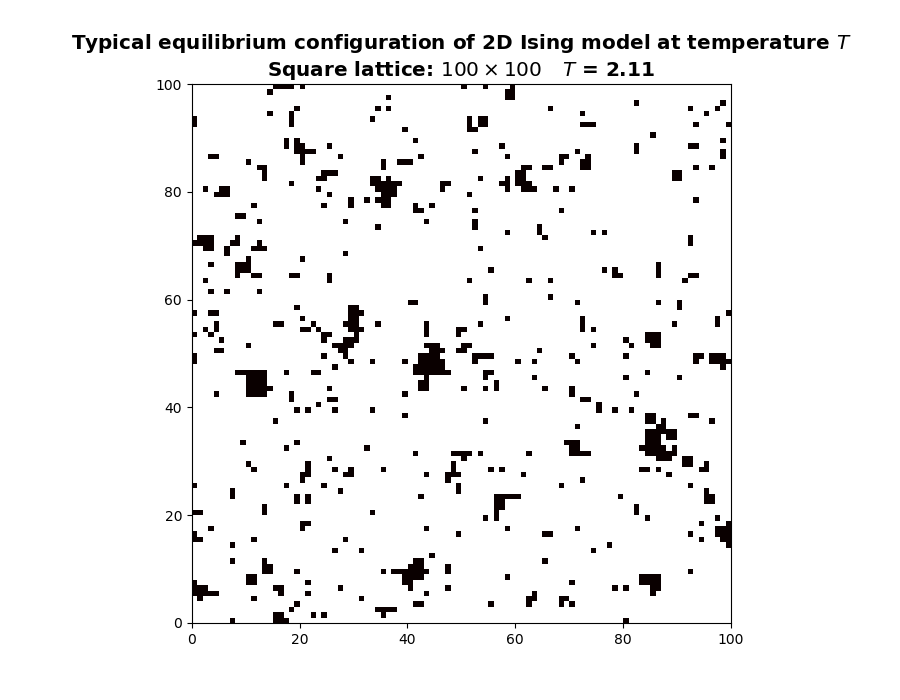 Typical equilibrium configuration of 2D Ising model at temperature T
Square lattice: 100 × 100 T = 2.11
100
80
60
40
20
0
0 20 40 60 80 100